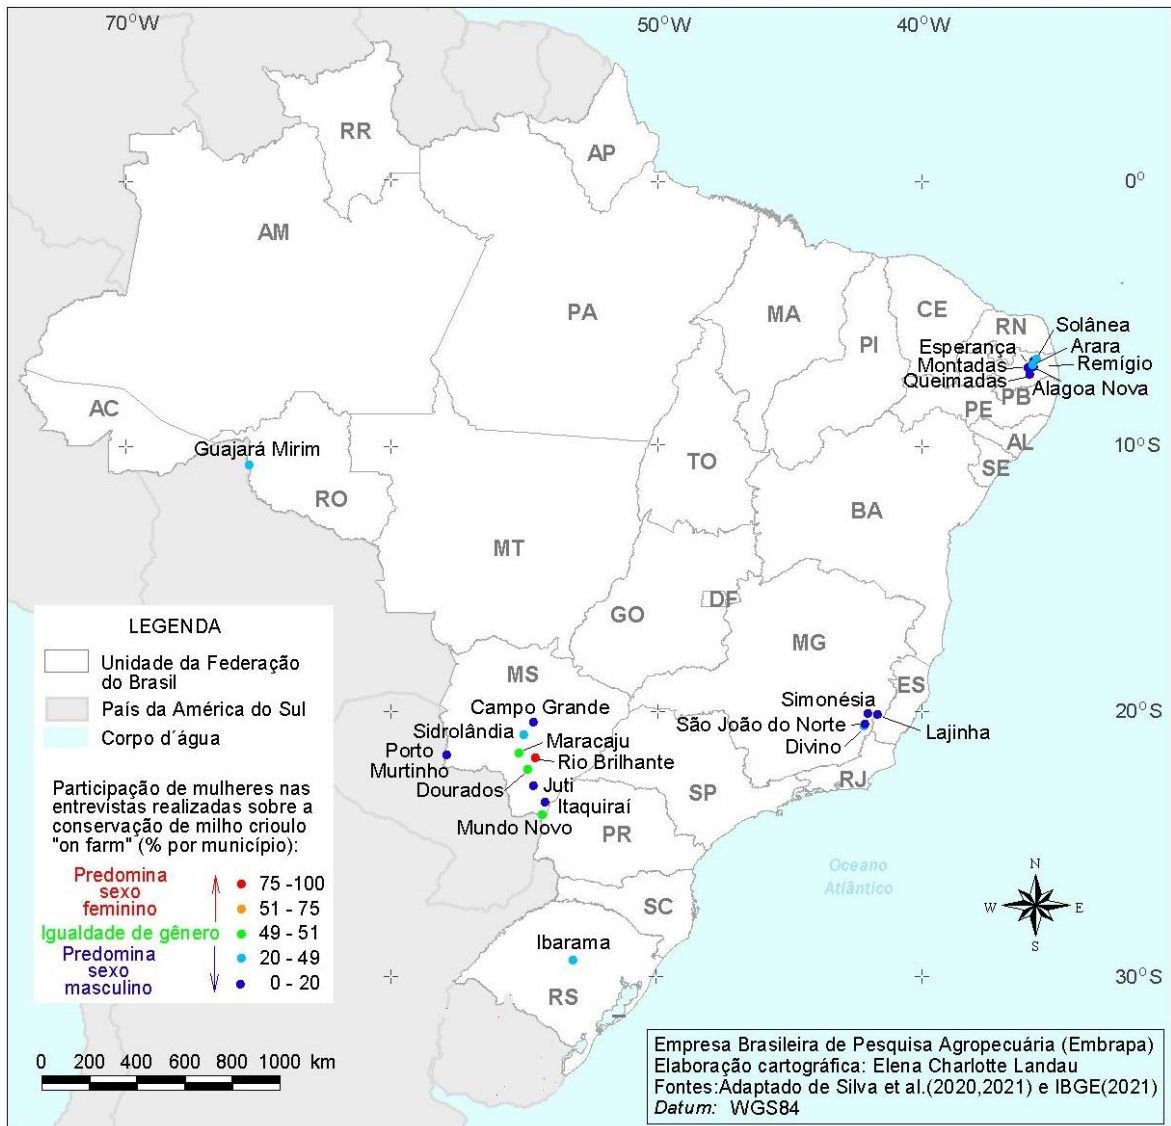 70°W
50°W
40°W
RR
AP
0°
AM
PA
MA
CE
RN
PI
Solânea
Esperança
Arara
Montadas
Remígio
Queimadas
Alagoa Nova
PB
PE
AC
Guajará Mirim
AL
10°S
SE
TO
RO
BA
MT
DF
GO
MG
LEGENDA
Unidade da Federação
do Brasil
País da América do Sul
Corpo d´água
MS
ES
Simonésia
Campo Grande
20°S
Sidrolândia
São João do Norte
Lajinha
Maracaju
Divino
Porto
Murtinho
Rio Brilhante
Dourados
RJ
Juti
SP
Itaquiraí
Mundo Novo
PR
Participação de mulheres nas
entrevistas realizadas sobre a
conservação de milho crioulo
"on farm" (% por município):
Predomina
sexo
feminino
75 -100
51 - 75
Igualdade de gênero
49 - 51
Predomina
sexo
masculino
20 - 49
0 - 20
Oceano
Atlântico
N
W
E
S
SC
Ibarama
30°S
RS
0 200 400 600 800 1000 km
Empresa Brasileira de Pesquisa Agropecuária (Embrapa)
Elaboração cartográfica: Elena Charlotte Landau
Fontes:Adaptado de Silva et al.(2020,2021) e IBGE(2021)
Datum: WGS84